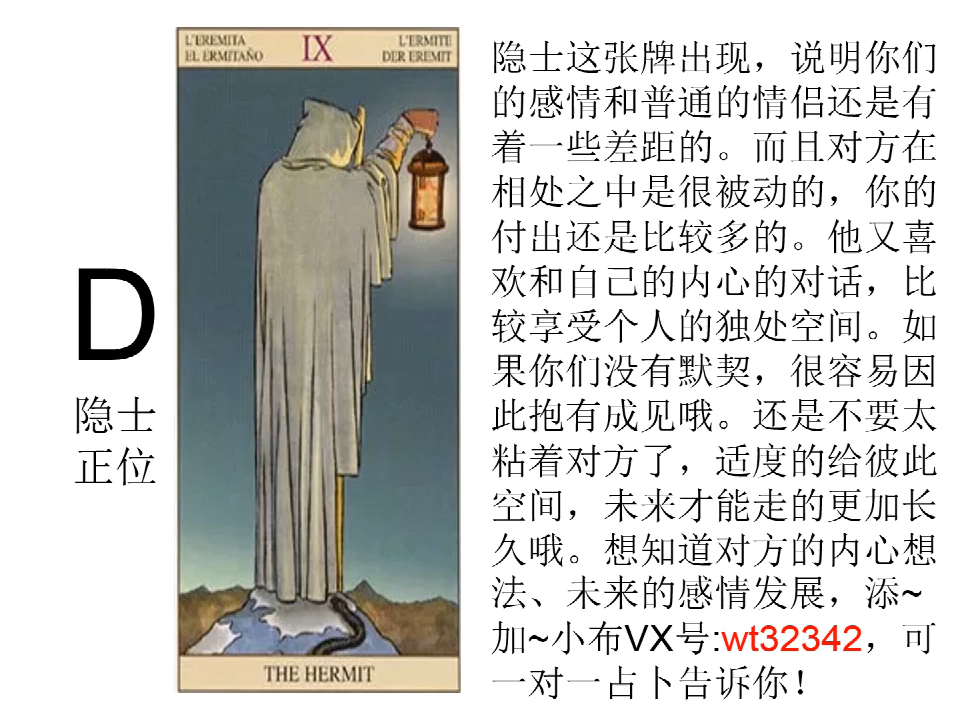 D
隐士
正位
L'EREMITA
EL ERMITAÑO
IX
L'ERMITE
DER EREMIT
THE HERMIT
隐士这张牌出现，说明你们
的感情和普通的情侣还是有
着一些差距的。而且对方在
相处之中是很被动的，你的
付出还是比较多的。他又喜
欢和自己的内心的对话，比
较享受个人的独处空间。如
果你们没有默契，很容易因
此抱有成见哦。还是不要太
粘着对方了，适度的给彼此
空间，未来才能走的更加长
久哦。想知道对方的内心想
法、未来的感情发展，添~
加~小布VX号:wt32342，可
一对一占卜告诉你！